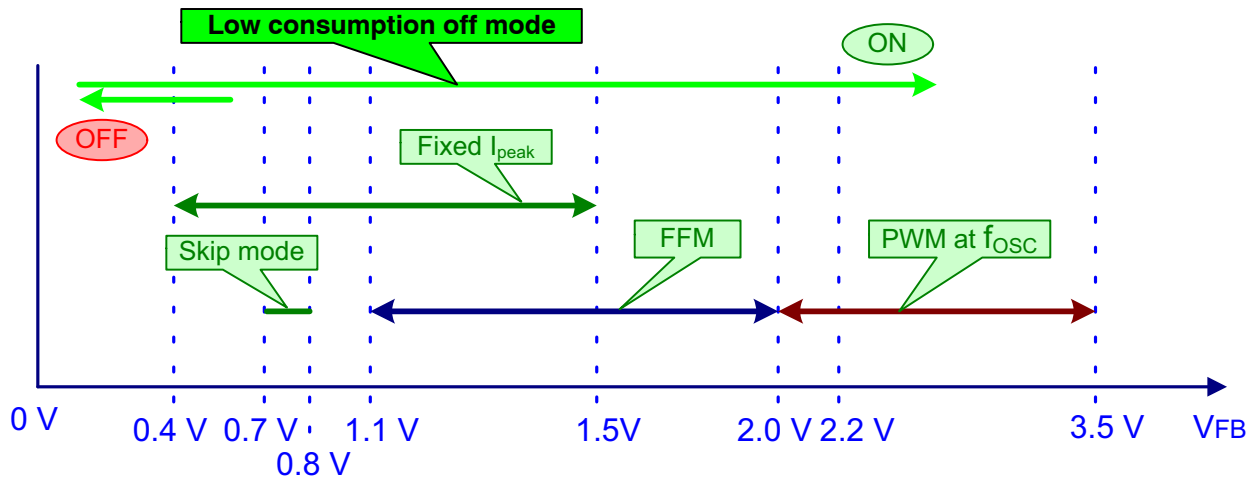 Low consumption off mode
ON
OFF
Fixed Ipeak
Skip mode
FFM
PWM at fOSC
0 V
0.4 V
0.7 V
0.8 V
1.1 V
1.5V
2.0 V
2.2 V
3.5 V
VFB